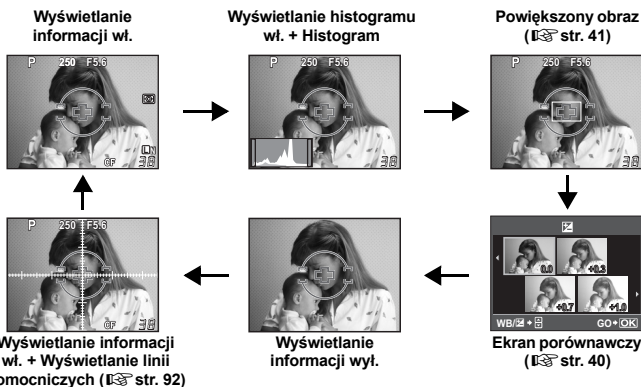 Wyświetlanie
informacji wł.
Wyświetlanie histogramu
wł. + Histogram
Powiększony obraz
(☞ str. 41)
P 250 F5.6
CF 38
P 250 F5.6
38
P 250 F5.6
38
P 250 F5.6
CF 38
0.0 +0.3
+0.7 +1.0
WB/ GO OK
Wyświetlanie informacji
wł. + Wyświetlanie linii
pomocniczych (☞ str. 92)
Wyświetlanie
informacji wył.
Ekran porównawczy
(☞ str. 40)